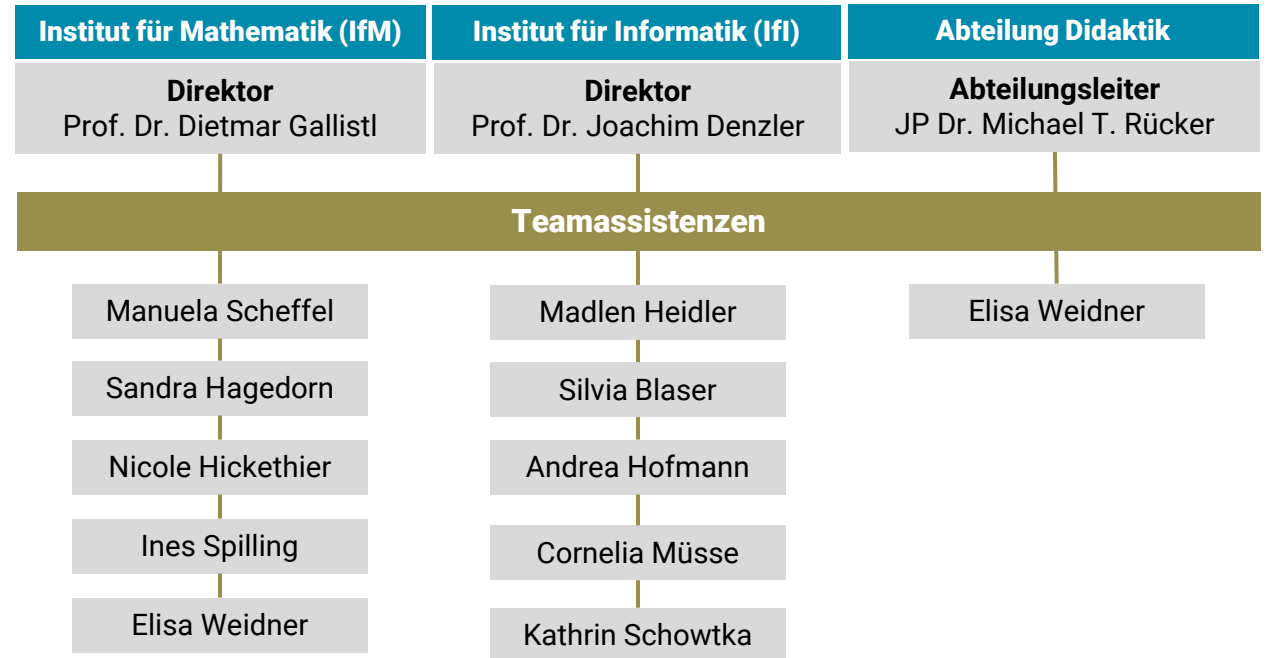 Institut für Mathematik (IfM)
Direktor
Prof. Dr. Dietmar Gallistl
Institut für Informatik (IfI)
Direktor
Prof. Dr. Joachim Denzler
Abteilung Didaktik
Abteilungsleiter
JP Dr. Michael T. Rücker
Teamassistenzen
Manuela Scheffel
Sandra Hagedorn
Nicole Hickethier
Ines Spilling
Elisa Weidner
Madlen Heidler
Silvia Blaser
Andrea Hofmann
Cornelia Müsse
Kathrin Schowtka
Elisa Weidner